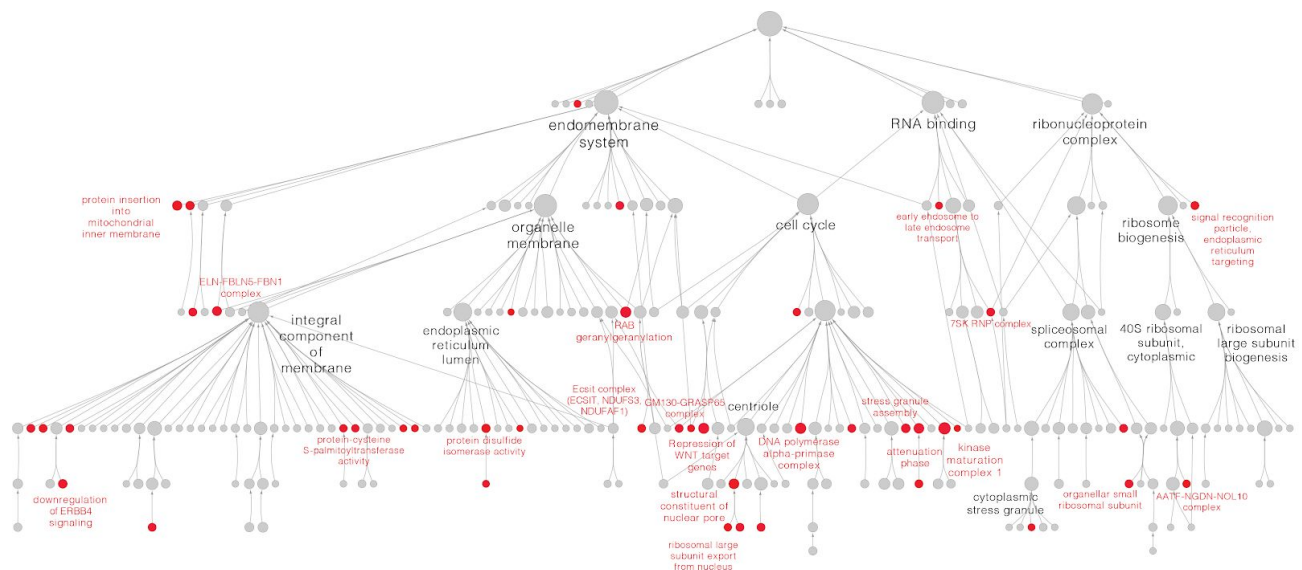 endomembrane
system
RNA binding
ribonucleoprotein
complex
protein insertion
into
mitochondrial
inner membrane
organelle
membrane
cell cycle
early endosome to
late endosome
transport
ribosome
biogenesis
signal recognition
particle,
endoplasmic
reticulum
targeting
ELN-FBLN5-FBN1
complex
integral
component
of
membrane
endoplasmic
reticulum
lumen
RAB
geranylgeranylation
7SK RNP complex
spliceosomal
complex
40S ribosomal
subunit,
cytoplasmic
ribosomal
large subunit
biogenesis
Ecsit complex
(ECSIT, NDUFS3,
NDUFAF1)
GM130-GRASP65
complex
centriole
stress granule
assembly
protein-cysteine
S-palmitoyltransferase
activity
protein disulfide
isomerase activity
Repression of
WNT target
genes
DNA polymerase
alpha-primase
complex
attenuation
phase
kinase
maturation
complex 1
downregulation
of ERBB4
signaling
structural
constituent of
nuclear pore
cytoplasmic
stress granule
organellar small
ribosomal subunit
AATF-NGDN-NOL10
complex
ribosomal large
subunit export
from nucleus